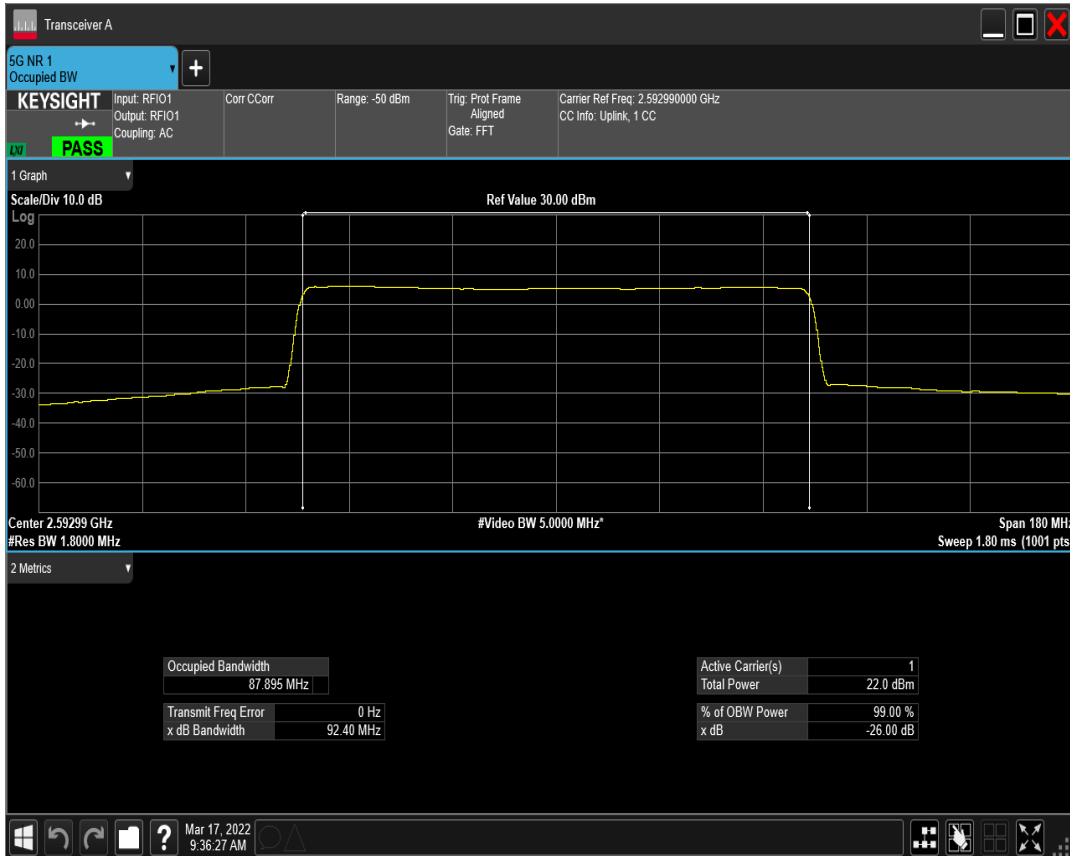 Transceiver A
5G NR 1
Occupied BW
KEYSIGHT
LXI
PASS
Input: RFIO1
Output: RFIO1
Coupling: AC
Corr CCorr
Range: -50 dBm
Trig: Prot Frame
Aligned
Gate: FFT
Carrier Ref Freq: 2.592990000 GHz
CC Info: Uplink, 1 CC
1 Graph
Scale/Div 10.0 dB
Ref Value 30.00 dBm
Log
20.0
10.0
0.00
-10.0
-20.0
-30.0
-40.0
-50.0
-60.0
Center 2.59299 GHz
#Video BW 5.0000 MHz*
Span 180 MHz
#Res BW 1.8000 MHz
Sweep 1.80 ms (1001 pts
2 Metrics
Occupied Bandwidth
87.895 MHz
Transmit Freq Error 0 Hz
x dB Bandwidth 92.40 MHz
Active Carrier(s) 1
Total Power 22.0 dBm
% of OBW Power 99.00 %
x dB -26.00 dB
?
Mar 17, 2022
9:36:27 AM